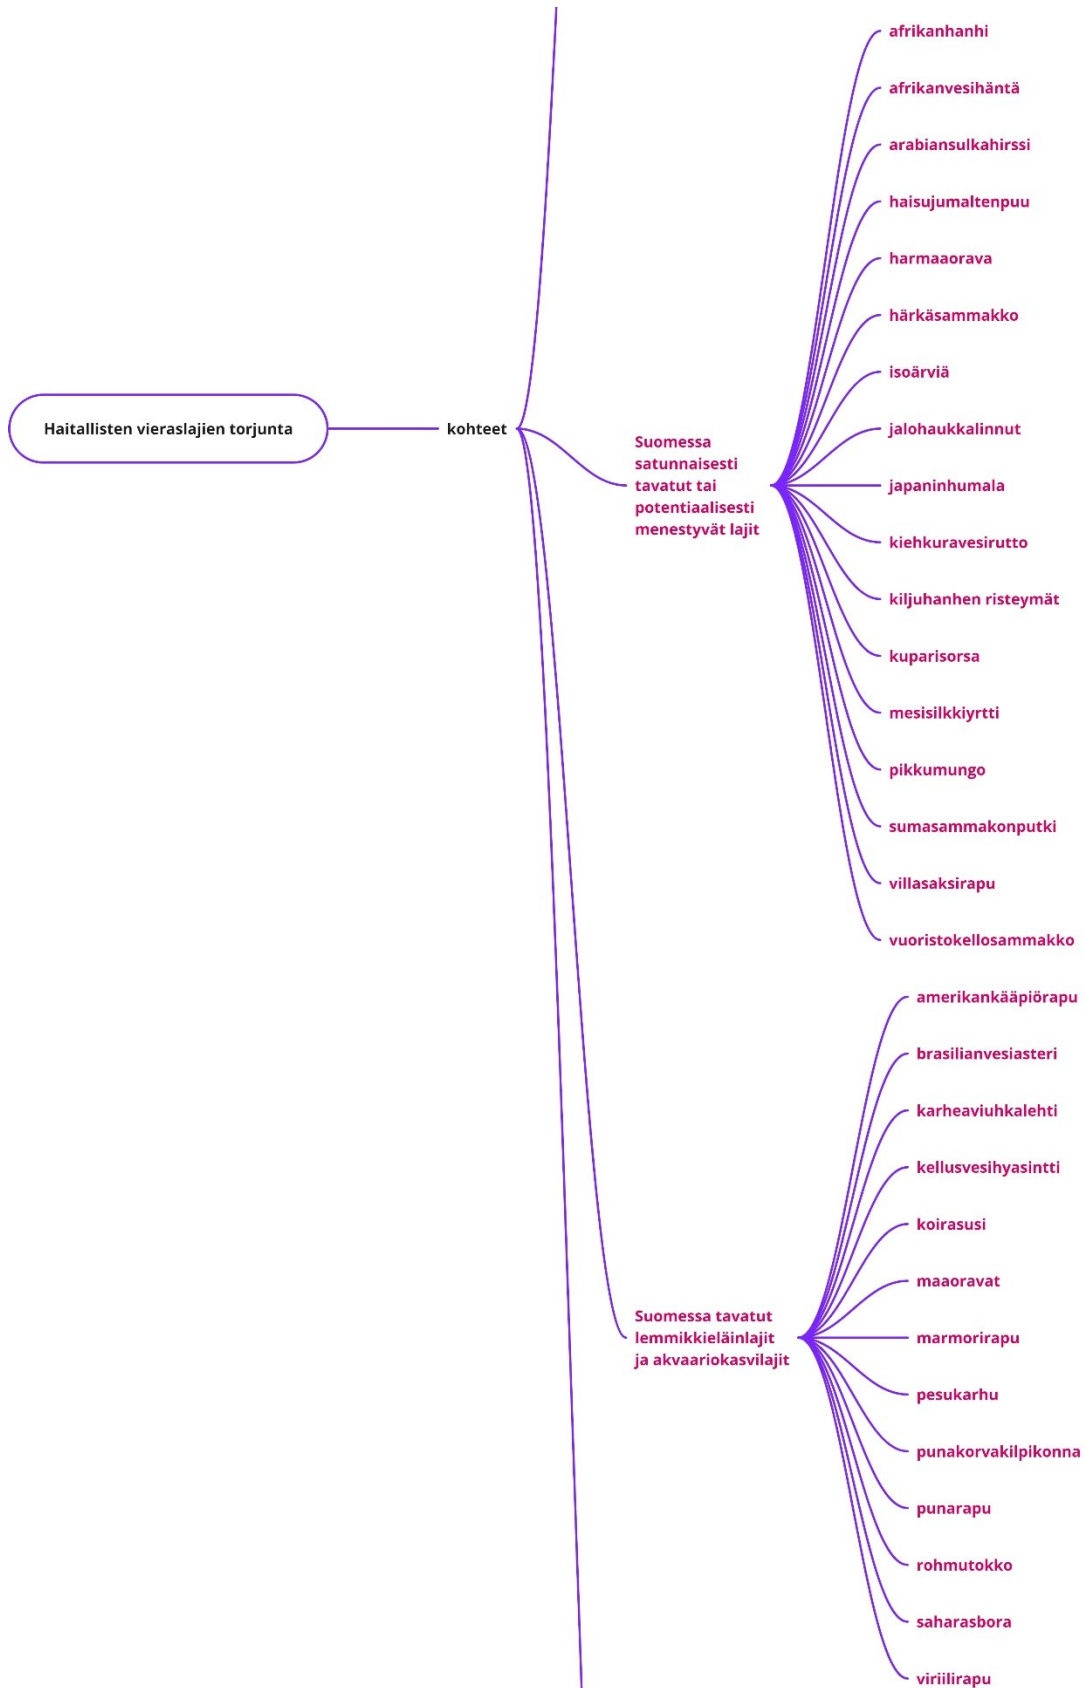 Haitallisten vieraslajien torjunta
kohteet
Suomessa
satunnaisesti
tavatut tai
potentiaalisesti
menestyvät lajit
afrikanhanhi
afrikanvesihäntä
arabiansulkahirssi
haisujumaltenpuu
harmaaorava
härkäsammakko
isoärviä
jalohaukkalinnut
japaninhumala
kiehkuravesirutto
kiljuhanhen risteymät
kuparisorsa
mesisilkkiyrtti
pikkumungo
sumasammakonputki
villasaksirapu
vuoristokellosammakko
Suomessa tavatut
lemmikkieläinlajit
ja akvaariokasvilajit
amerikankääpiörapu
brasilianvesiasteri
karheaviuhkalehti
kellusvesihyasintti
koirasusi
maaoravat
marmorirapu
pesukarhu
punakorvakilpikonna
punarapu
rohmutokko
saharasbora
viriilirapu